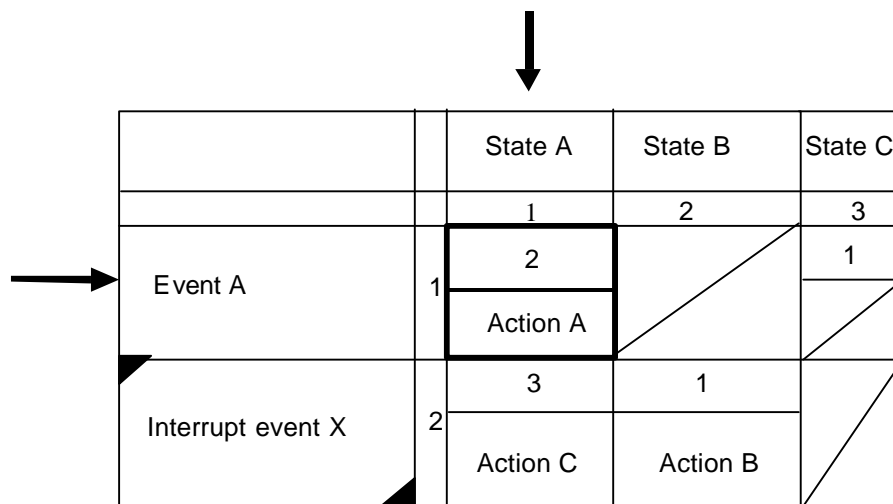 State A State B State C
1 2 3
2 1
Event A 1
Action A
3 1
Interrupt event X 2
Action C Action B